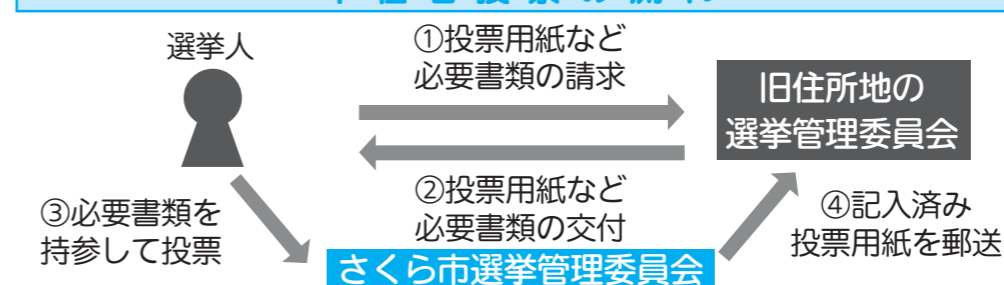 選挙人
①投票用紙など
必要書類の請求
旧住所地の
選挙管理委員会
②投票用紙など
必要書類の交付
③必要書類を
持参して投票
④記入済み
投票用紙を郵送
さくら市選挙管理委員会